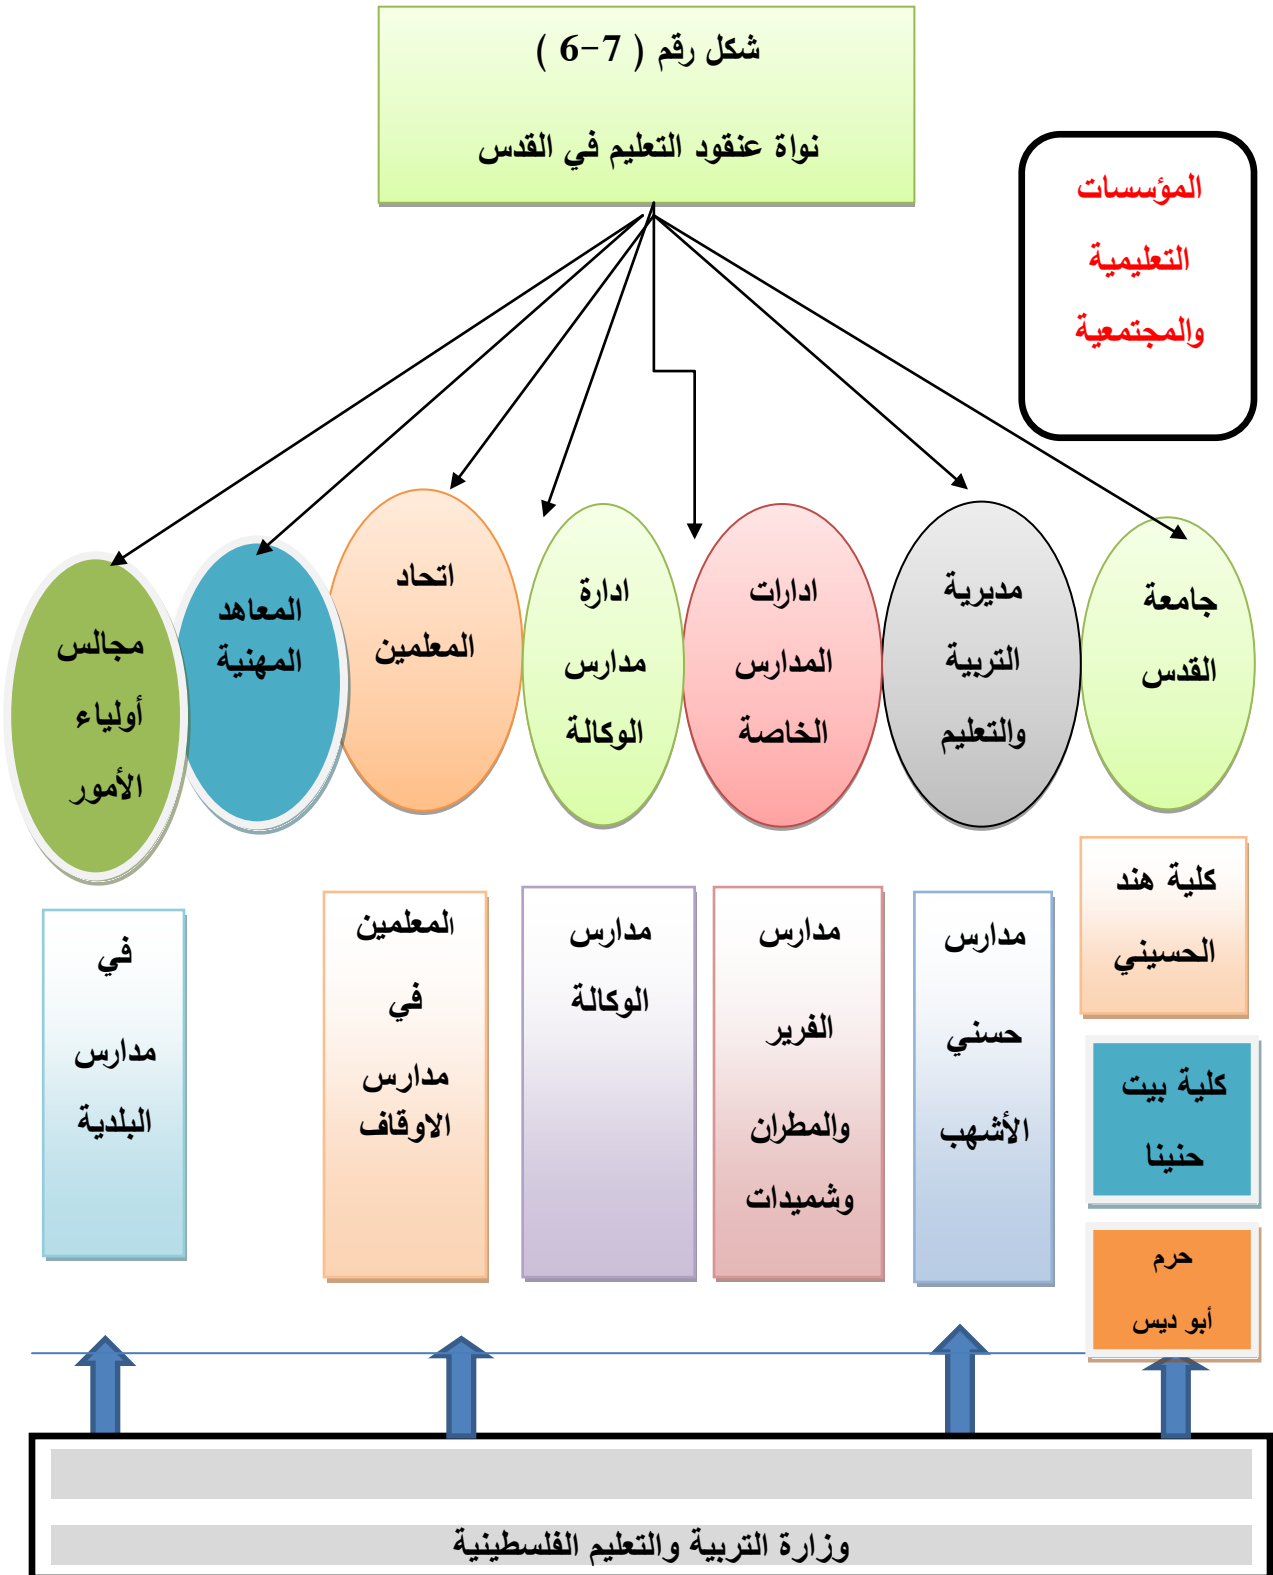 شكل رقم ( 7-6 )
نواة عنقود التعليم في القدس
المؤسسات
التعليمية
والمجتمعية
جامعة
القدس
مديرية
التربية
والتعليم
ادارات
المدارس
الخاصة
ادارة
مدارس
الوكالة
اتحاد
المعلمين
المعاهد
المهنية
مجالس
أولياء
الأمور
كلية هند
الحسيني
كلية بيت
حنينا
حرم
أبو ديس
مدارس
حسني
الأشهب
مدارس
الفرير
والمطران
وشميدات
مدارس
الوكالة
المعلمين
في
مدارس
الاوقاف
في
مدارس
البلدية
وزارة التربية والتعليم الفلسطينية